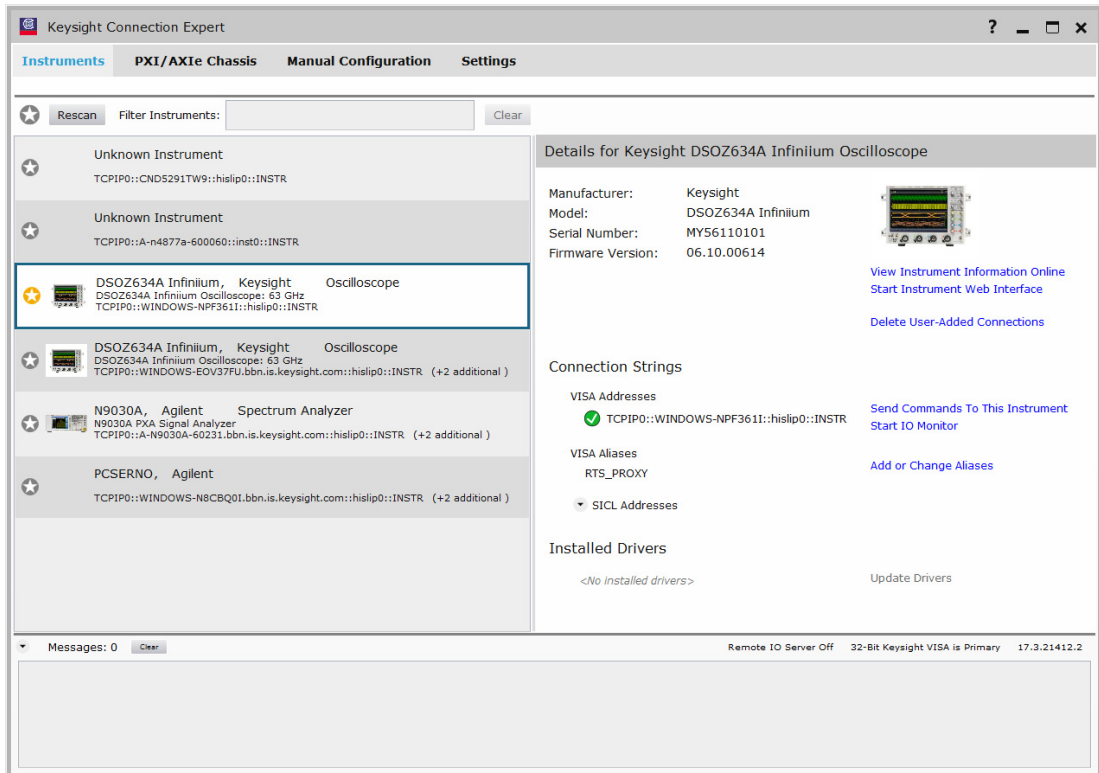 Keysight Connection Expert
?
Instruments PXI/AXIe Chassis Manual Configuration Settings
Rescan Filter Instruments: Clear
Unknown Instrument
TCPIP0::CND5291TW9::hislip0::INSTR
Unknown Instrument
TCPIP0::A-n4877a-600060::inst0::INSTR
DSOZ634A Infiniium, Keysight Oscilloscope
DSOZ634A Infiniium Oscilloscope: 63 GHz
TCPIP0::WINDOWS-NPF361I::hislip0::INSTR
DSOZ634A Infiniium, Keysight Oscilloscope
DSOZ634A Infiniium Oscilloscope: 63 GHz
TCPIP0::WINDOWS-EOV37FU.bbn.is.keysight.com::hislip0::INSTR (+2 additional )
N9030A, Agilent Spectrum Analyzer
N9030A PXA Signal Analyzer
TCPIP0::A-N9030A-60231.bbn.is.keysight.com::hislip0::INSTR (+2 additional )
PCSERNO, Agilent
TCPIP0::WINDOWS-N8CBQ0I.bbn.is.keysight.com::hislip0::INSTR (+2 additional )
Details for Keysight DSOZ634A Infiniium Oscilloscope
Manufacturer: Keysight
Model: DSOZ634A Infiniium
Serial Number: MY56110101
Firmware Version: 06.10.00614
View Instrument Information Online
Start Instrument Web Interface
Delete User-Added Connections
Connection Strings
VISA Addresses
TCPIP0::WINDOWS-NPF361I::hislip0::INSTR
Send Commands To This Instrument
Start IO Monitor
VISA Aliases
RTS_PROXY
Add or Change Aliases
SICL Addresses
Installed Drivers
<No installed drivers>
Update Drivers
Messages: 0 Clear
Remote IO Server Off 32-Bit Keysight VISA is Primary 17.3.21412.2